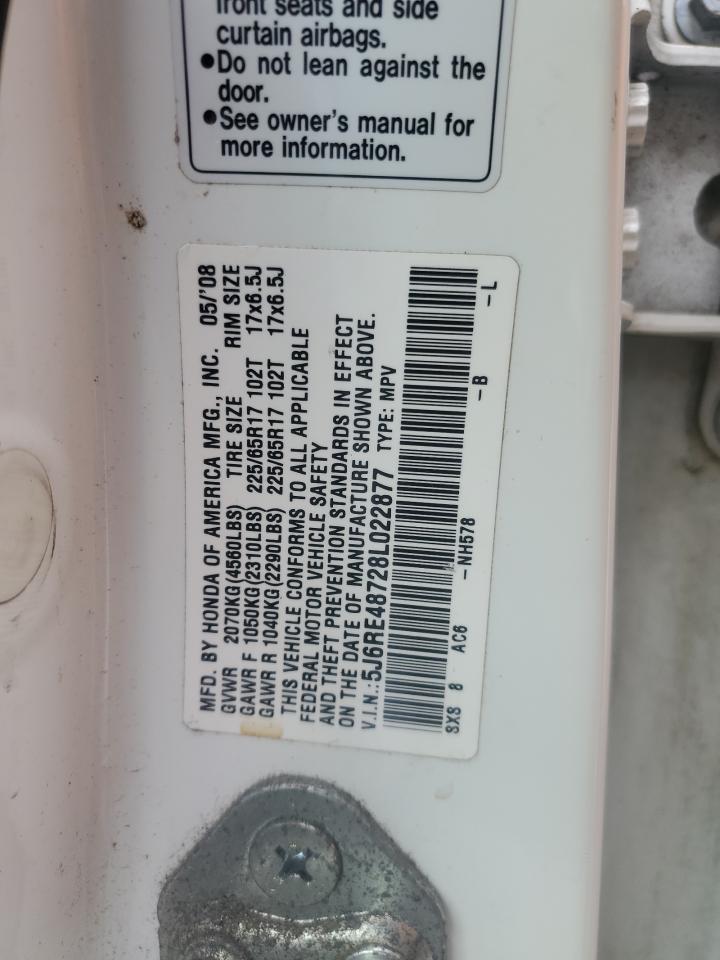 front seats and side
curtain airbags.
●Do not lean against the
door.
●See owner's manual for
more information.
MFD. BY HONDA OF AMERICA MFG., INC. 05/'08
GVWR 2070KG(4560LBS) TIRE SIZE RIM SIZE
GAWR F 1050KG(2310LBS) 225/65R17 102T 17x6.5J
GAWR R 1040KG(2290LBS) 225/65R17 102T 17x6.5J
THIS VEHICLE CONFORMS TO ALL APPLICABLE
FEDERAL MOTOR VEHICLE SAFETY
AND THEFT PREVENTION STANDARDS IN EFFECT
ON THE DATE OF MANUFACTURE SHOWN ABOVE.
V.I.N.:5J6RE48728L022877 TYPE: MPV
SXS 8 AC6 -NH578 -B -L